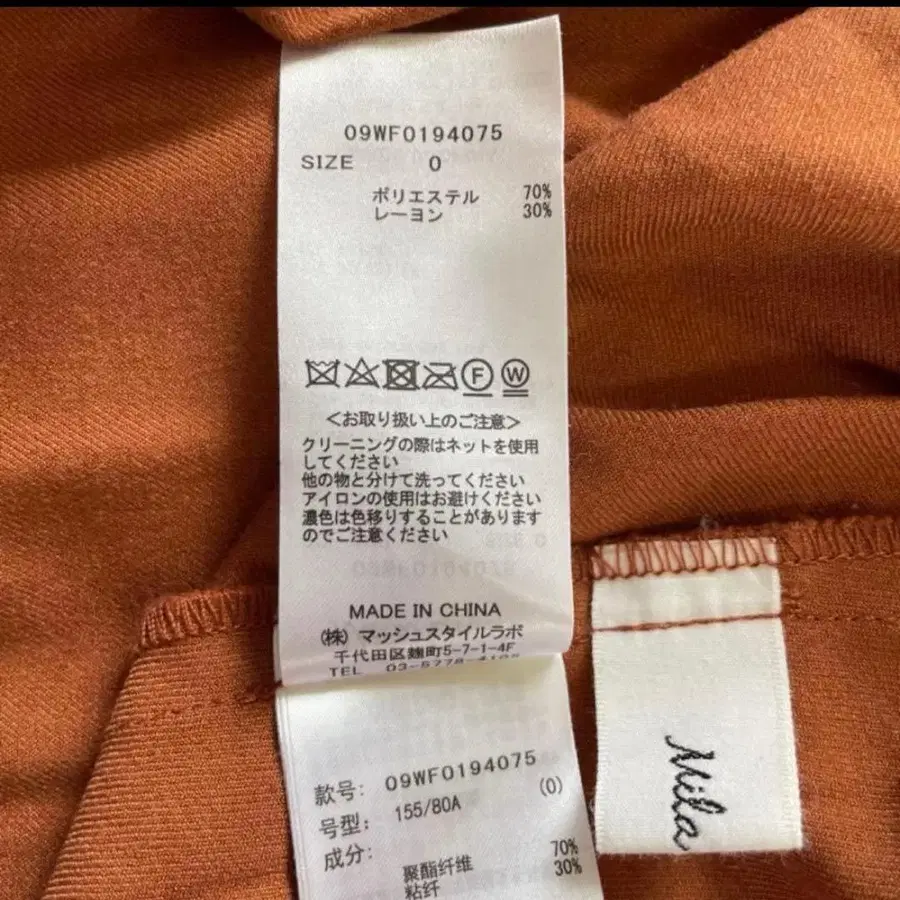 09WF0194075
SIZE 0
ポリエステル 70%
レーヨン 30%
F W
<お取り扱い上のご注意>
クリーニングの際はネットを使用
してください
他の物と分けて洗ってください
アイロンの使用はお避けください
濃色は色移りすることがあります
のでご注意ください
MADE IN CHINA
(株) マッシュスタイルラボ
千代田区麹町5-7-1-4F
TEL 03-5778-
款号: 09WF0194075
号型: 155/80A (0)
成分:
聚酯纤维 70%
粘纤 30%
Mila